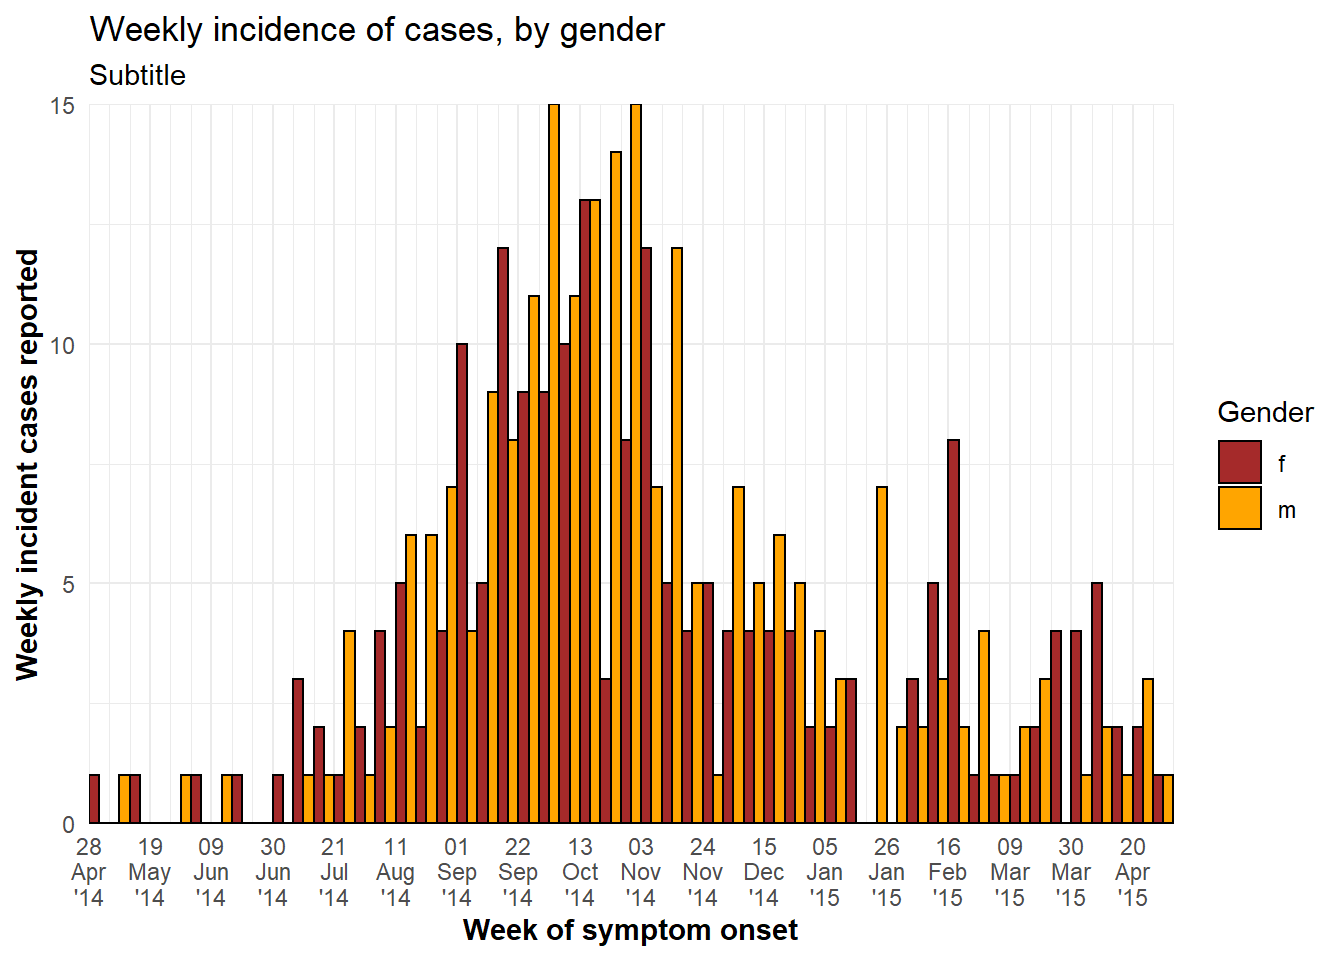 Weekly incidence of cases, by gender
Subtitle
Weekly incident cases reported
15
10
5
0
28 19 09 30 21 11 01 22 13 03 24 15 05 26 16 09 30 20
Apr May Jun Jun Jul Aug Sep Sep Oct Nov Nov Dec Jan Jan Feb Mar Mar Apr
'14 '14 '14 '14 '14 '14 '14 '14 '14 '14 '14 '14 '15 '15 '15 '15 '15 '15
Week of symptom onset
Gender
f
m